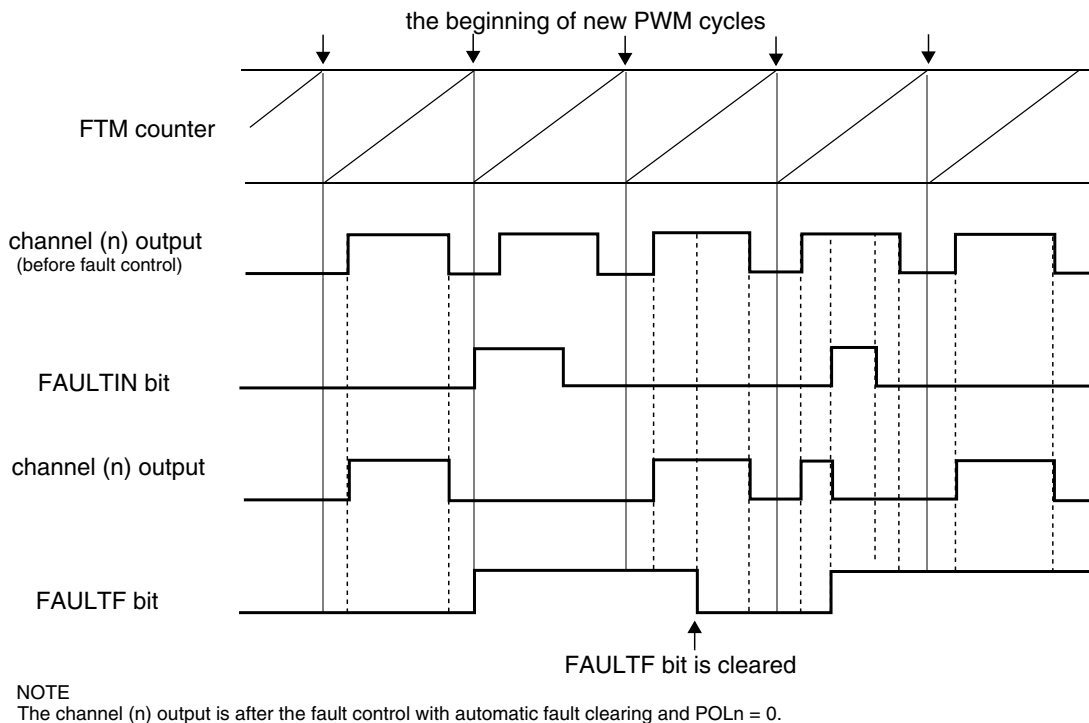 the beginning of new PWM cycles
FTM counter
channel (n) output
(before fault control)
FAULTIN bit
channel (n) output
FAULTF bit
FAULTF bit is cleared
NOTE
The channel (n) output is after the fault control with automatic fault clearing and POLn = 0.